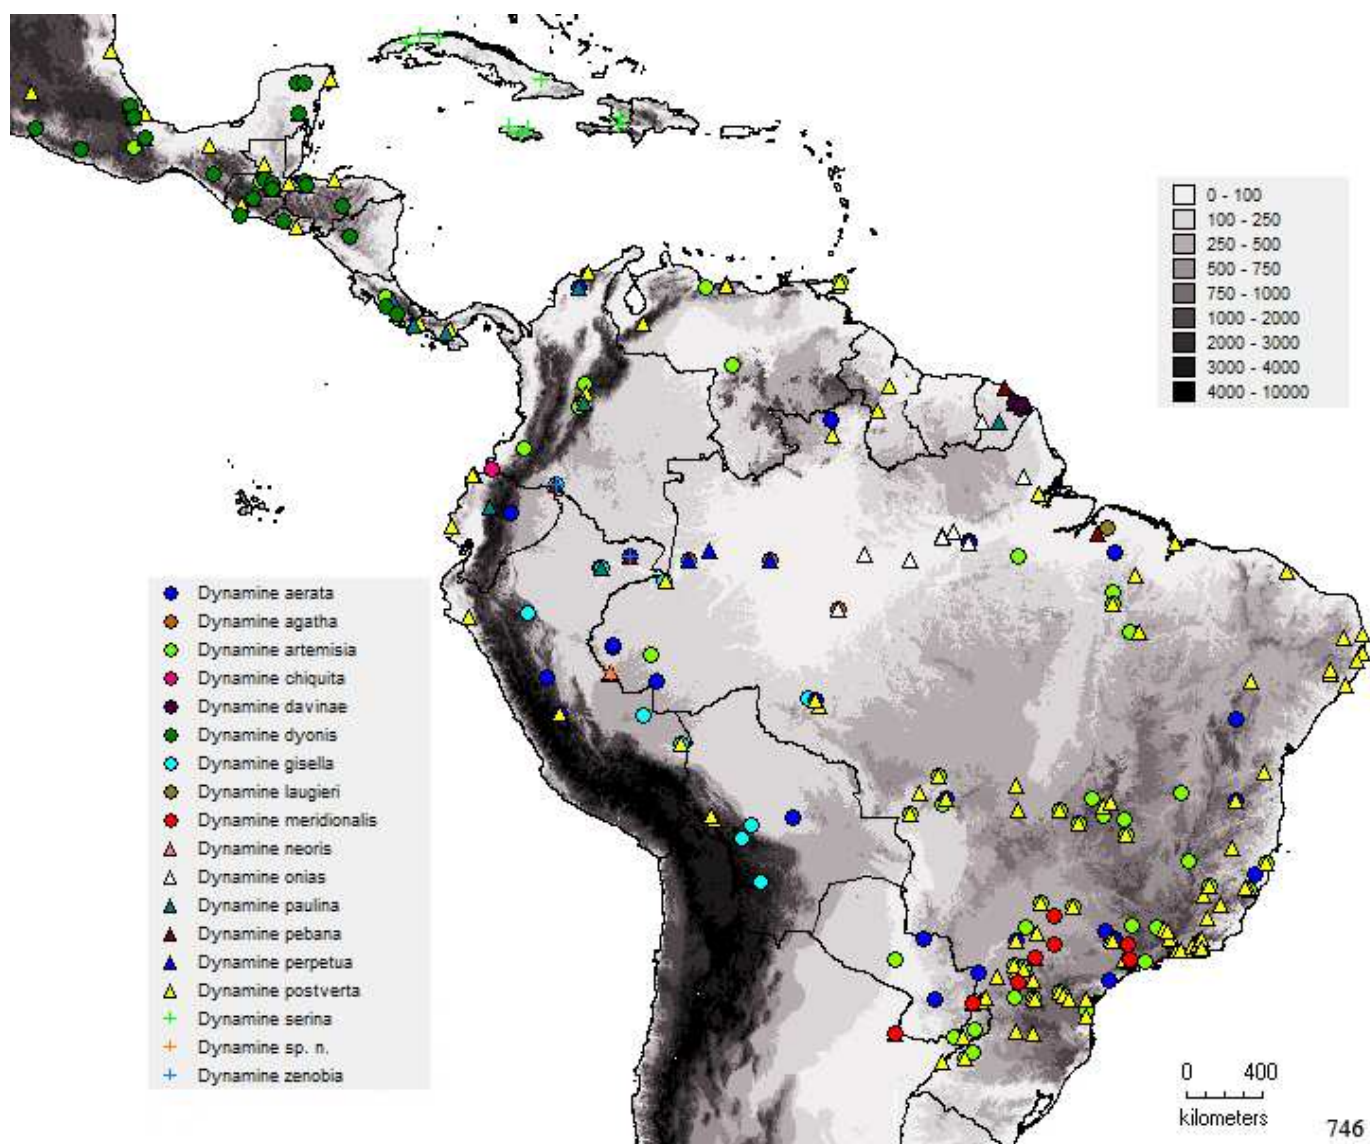 0 - 100
100 - 250
250 - 500
500 - 750
750 - 1000
1000 - 2000
2000 - 3000
3000 - 4000
4000 - 10000
Dynamine aerata
Dynamine agatha
Dynamine artemisia
Dynamine chiquita
Dynamine davinae
Dynamine dyonis
Dynamine gisella
Dynamine laugieri
Dynamine meridionalis
Dynamine neoris
Dynamine onias
Dynamine paulina
Dynamine pebana
Dynamine perpetua
Dynamine postverta
Dynamine serina
Dynamine sp. n.
Dynamine zenobia
0 400
kilometers
746